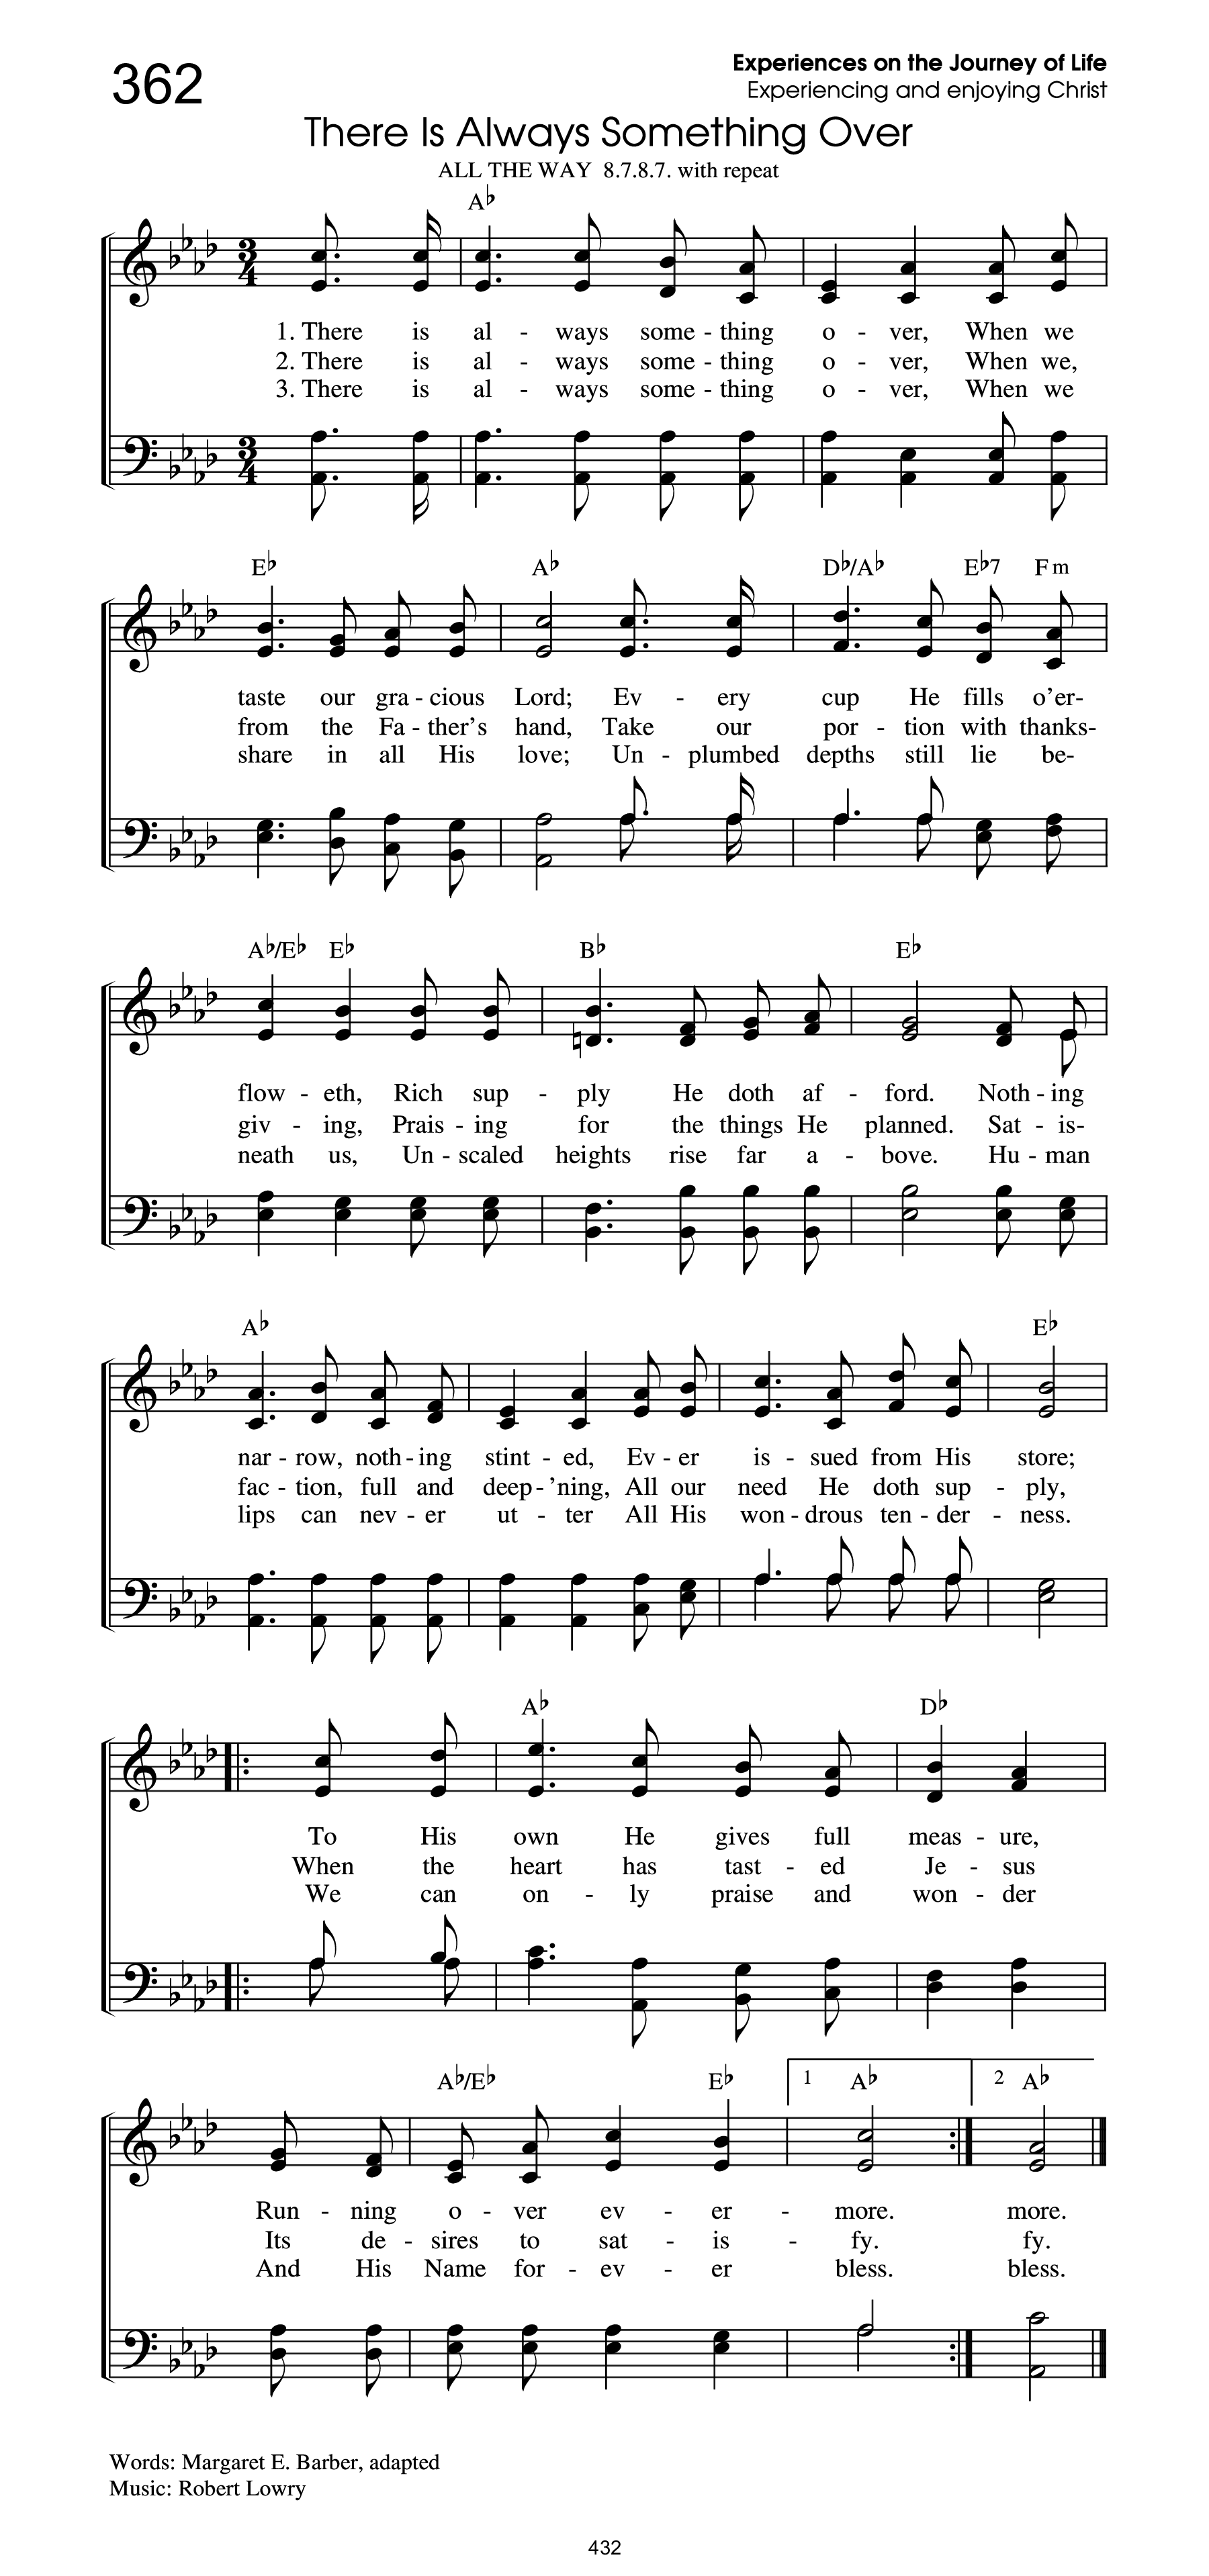 362
Experiences on the Journey of Life
Experiencing and enjoying Christ
There Is Always Something Over
ALL THE WAY 8.7.8.7. with repeat
A♭
3
4
1. There is al - ways some - thing o - ver, When we
2. There is al - ways some - thing o - ver, When we,
3. There is al - ways some - thing o - ver, When we
3
4
E♭ A♭ D♭/A♭ E♭7 Fm
taste our gra - cious Lord; Ev - ery cup He fills o’er-
from the Fa - ther’s hand, Take our por - tion with thanks-
share in all His love; Un - plumbed depths still lie be-
A♭/E♭ E♭ B♭ E♭
flow - eth, Rich sup - ply He doth af - ford. Noth - ing
giv - ing, Prais - ing for the things He planned. Sat - is-
neath us, Un - scaled heights rise far a - bove. Hu - man
A♭ E♭
nar - row, noth - ing stint - ed, Ev - er is - sued from His store;
fac - tion, full and deep - ’ning, All our need He doth sup - ply,
lips can nev - er ut - ter All His won - drous ten - der - ness.
A♭ D♭
To His own He gives full meas - ure,
When the heart has tast - ed Je - sus
We can on - ly praise and won - der
A♭/E♭ E♭ 1 A♭ 2 A♭
Run - ning o - ver ev - er - more. more.
Its de - sires to sat - is - fy. fy.
And His Name for - ev - er bless. bless.
Words: Margaret E. Barber, adapted
Music: Robert Lowry
432